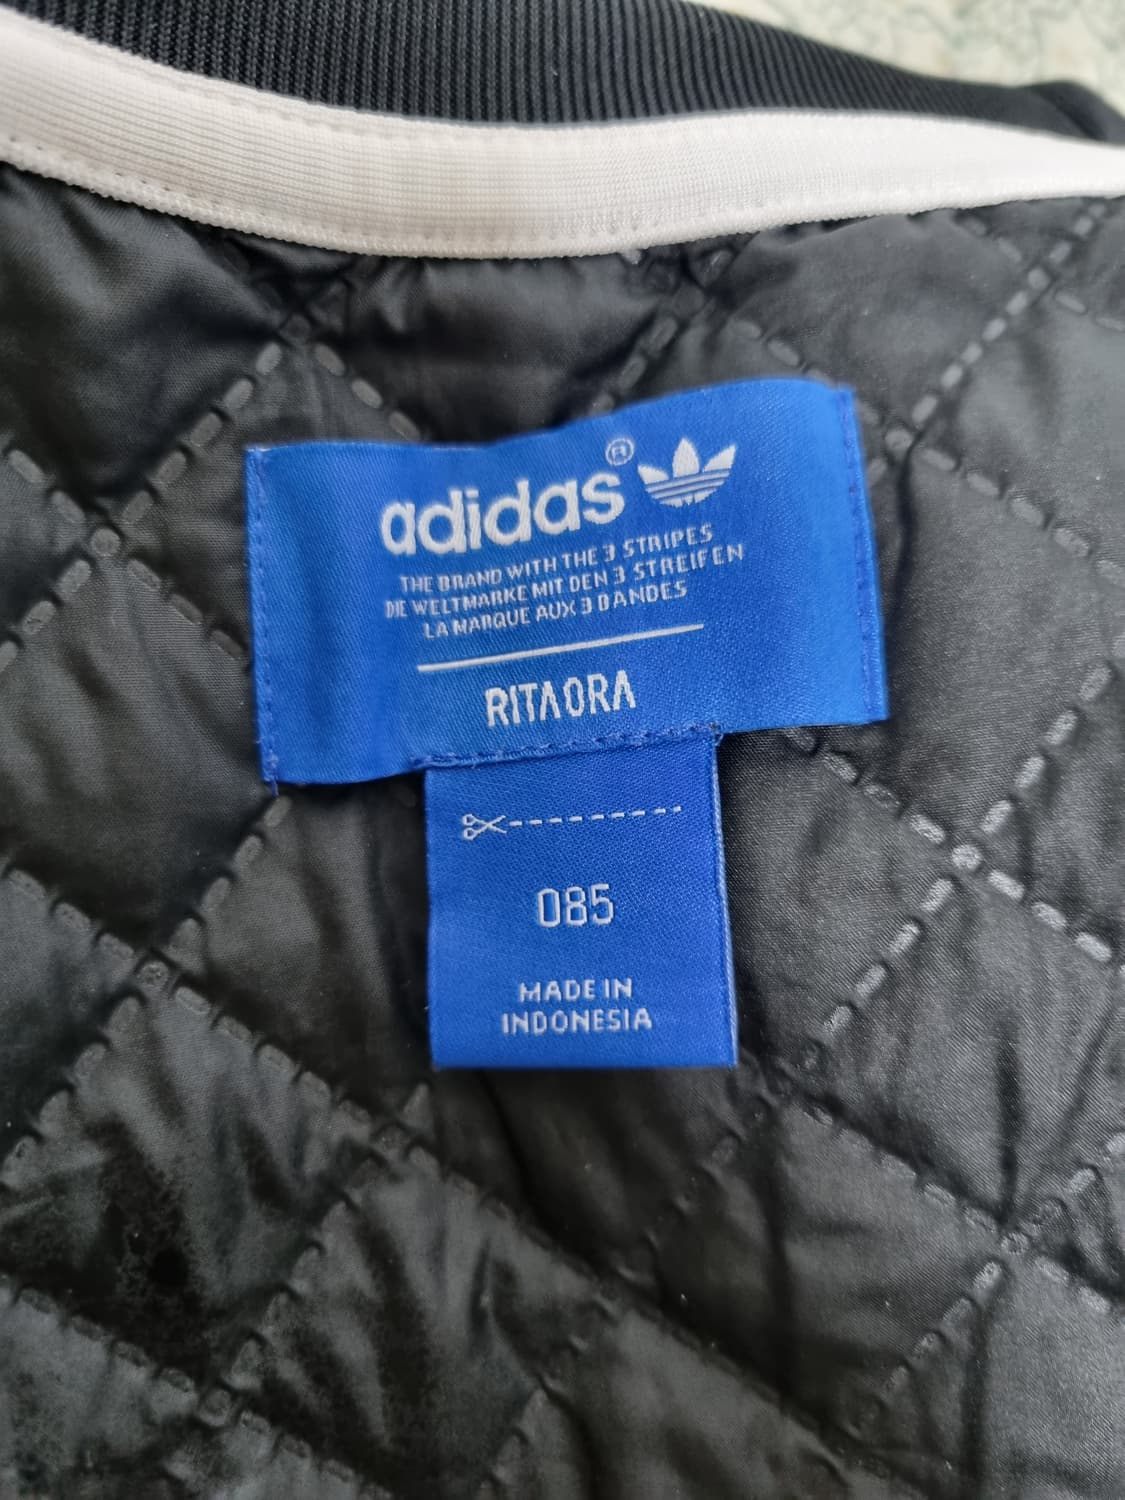 adidas®
THE BRAND WITH THE 3 STRIPES
DIE WELTMARKE MIT DEN 3 STREIFEN
LA MARQUE AUX 3 BANDES
RITA ORA
085
MADE IN
INDONESIA